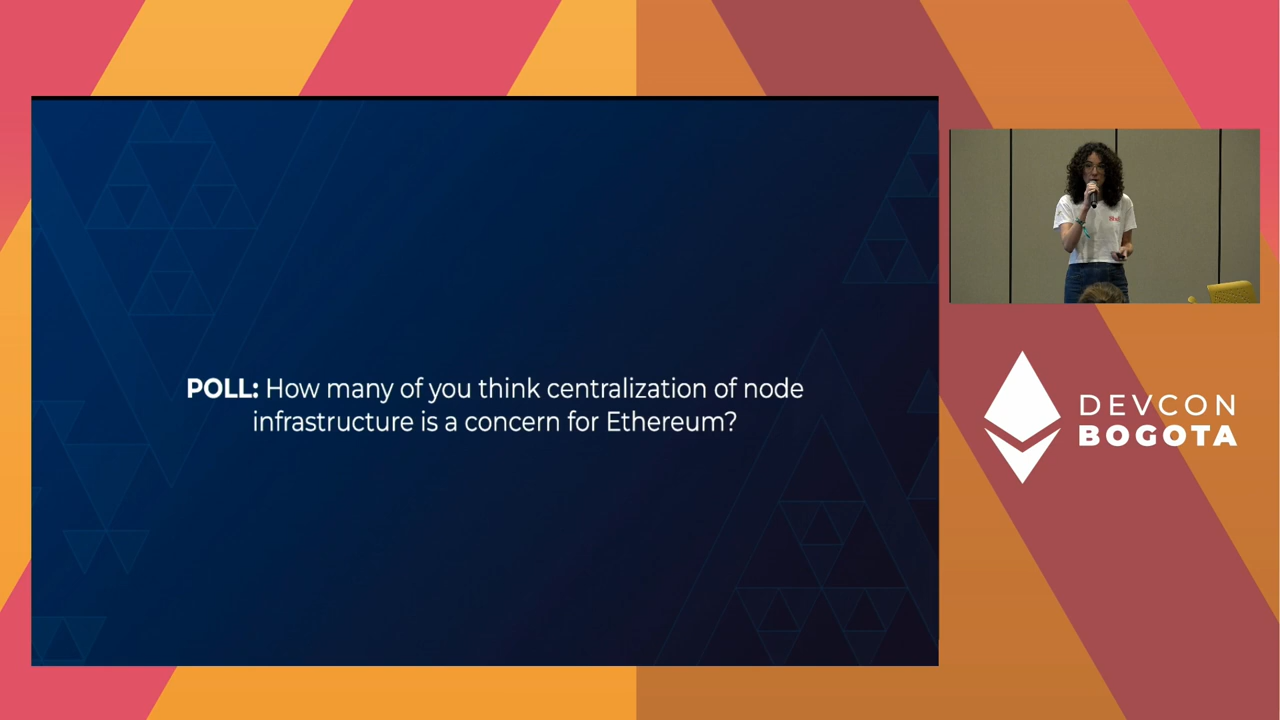 POLL: How many of you think centralization of node
infrastructure is a concern for Ethereum?
DEVCON
BOGOTA